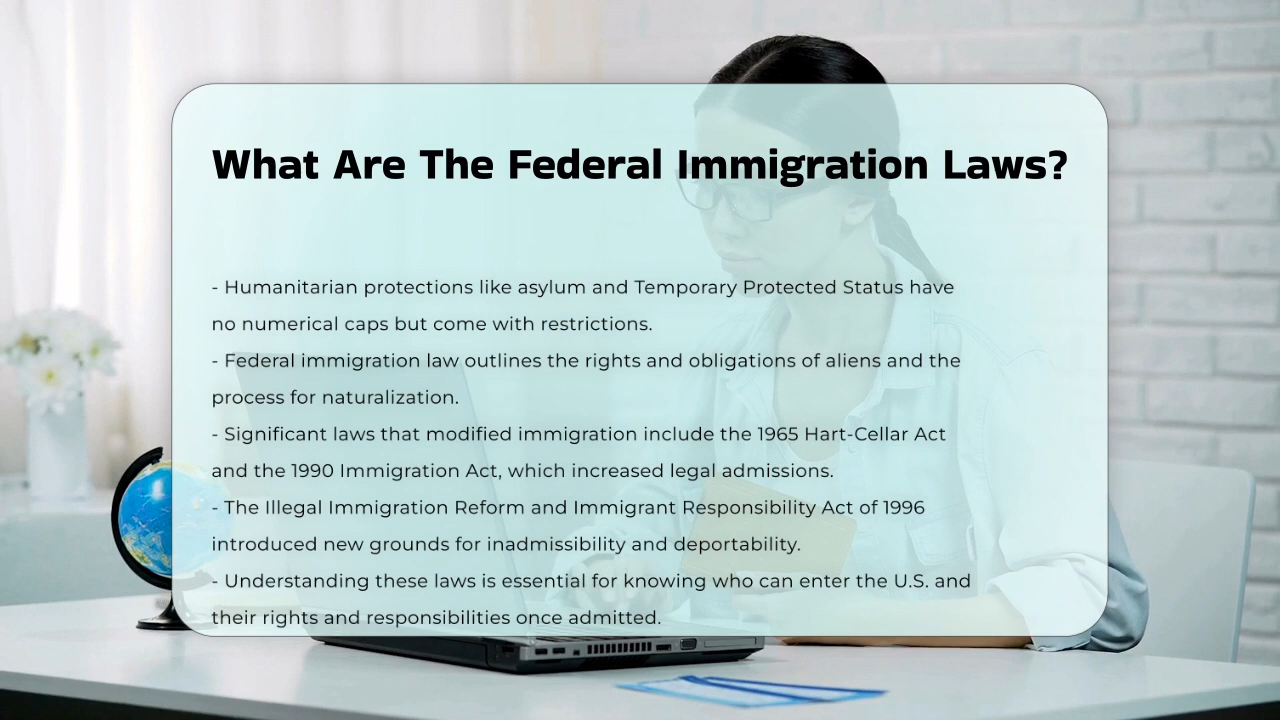 What Are The Federal Immigration Laws?
- Humanitarian protections like asylum and Temporary Protected Status have
no numerical caps but come with restrictions.
- Federal immigration law outlines the rights and obligations of aliens and the
process for naturalization.
- Significant laws that modified immigration include the 1965 Hart-Cellar Act
and the 1990 Immigration Act, which increased legal admissions.
- The Illegal Immigration Reform and Immigrant Responsibility Act of 1996
introduced new grounds for inadmissibility and deportability.
- Understanding these laws is essential for knowing who can enter the U.S. and
their rights and responsibilities once admitted.